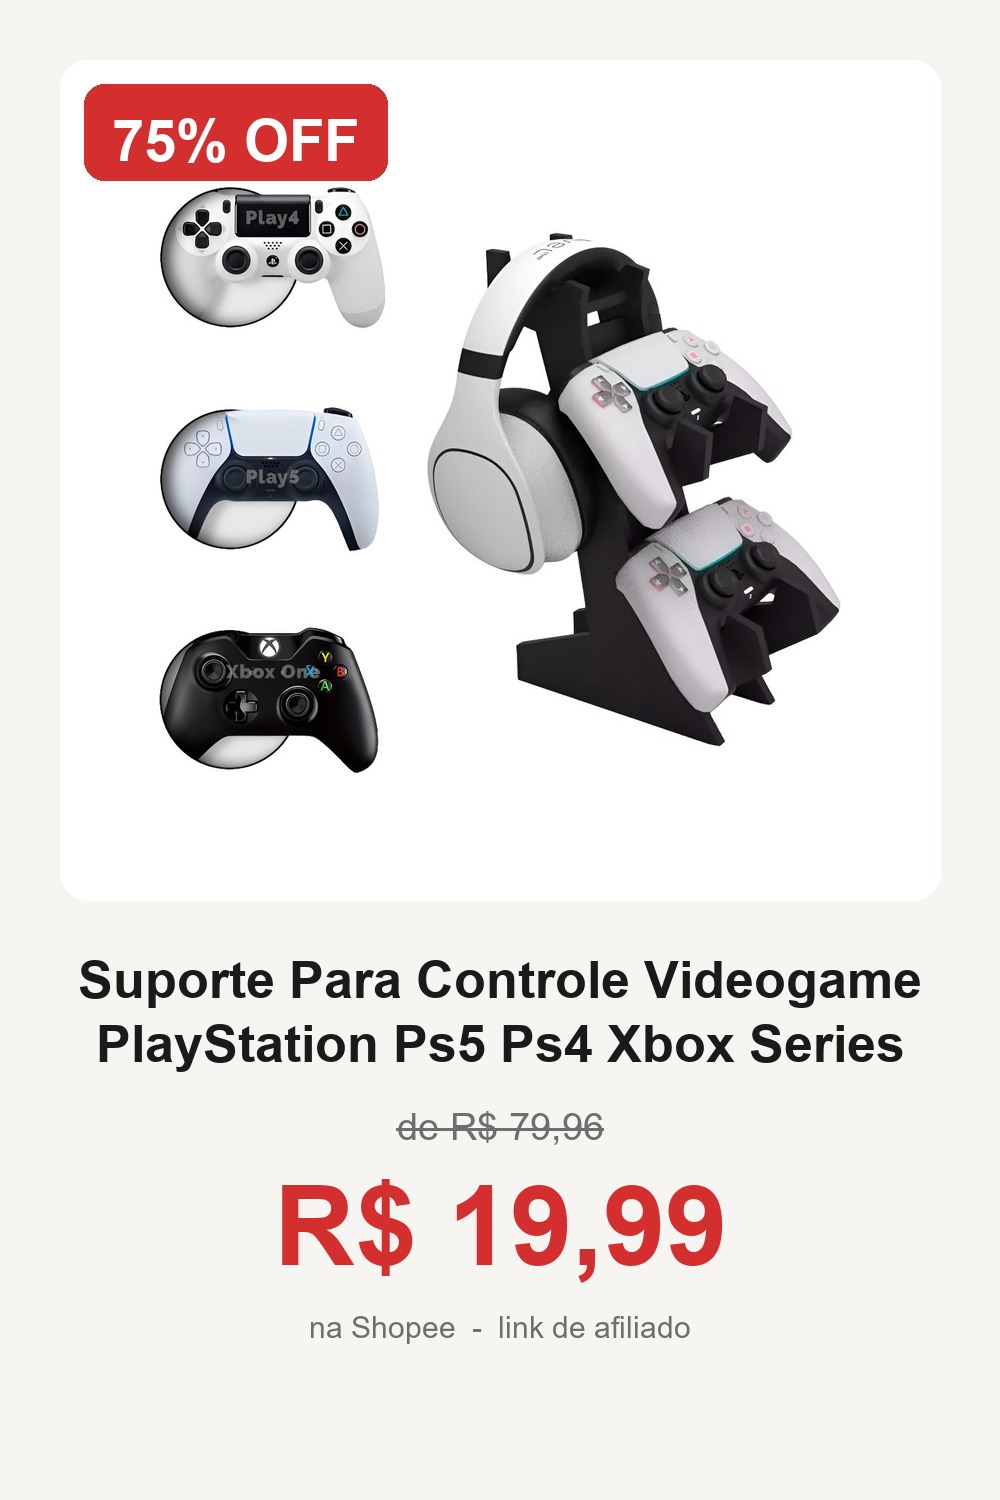 75% OFF
Play4
Play5
Xbox One
Y
X
B
A
Suporte Para Controle Videogame
PlayStation Ps5 Ps4 Xbox Series
de R$ 79,96
R$ 19,99
na Shopee - link de afiliado